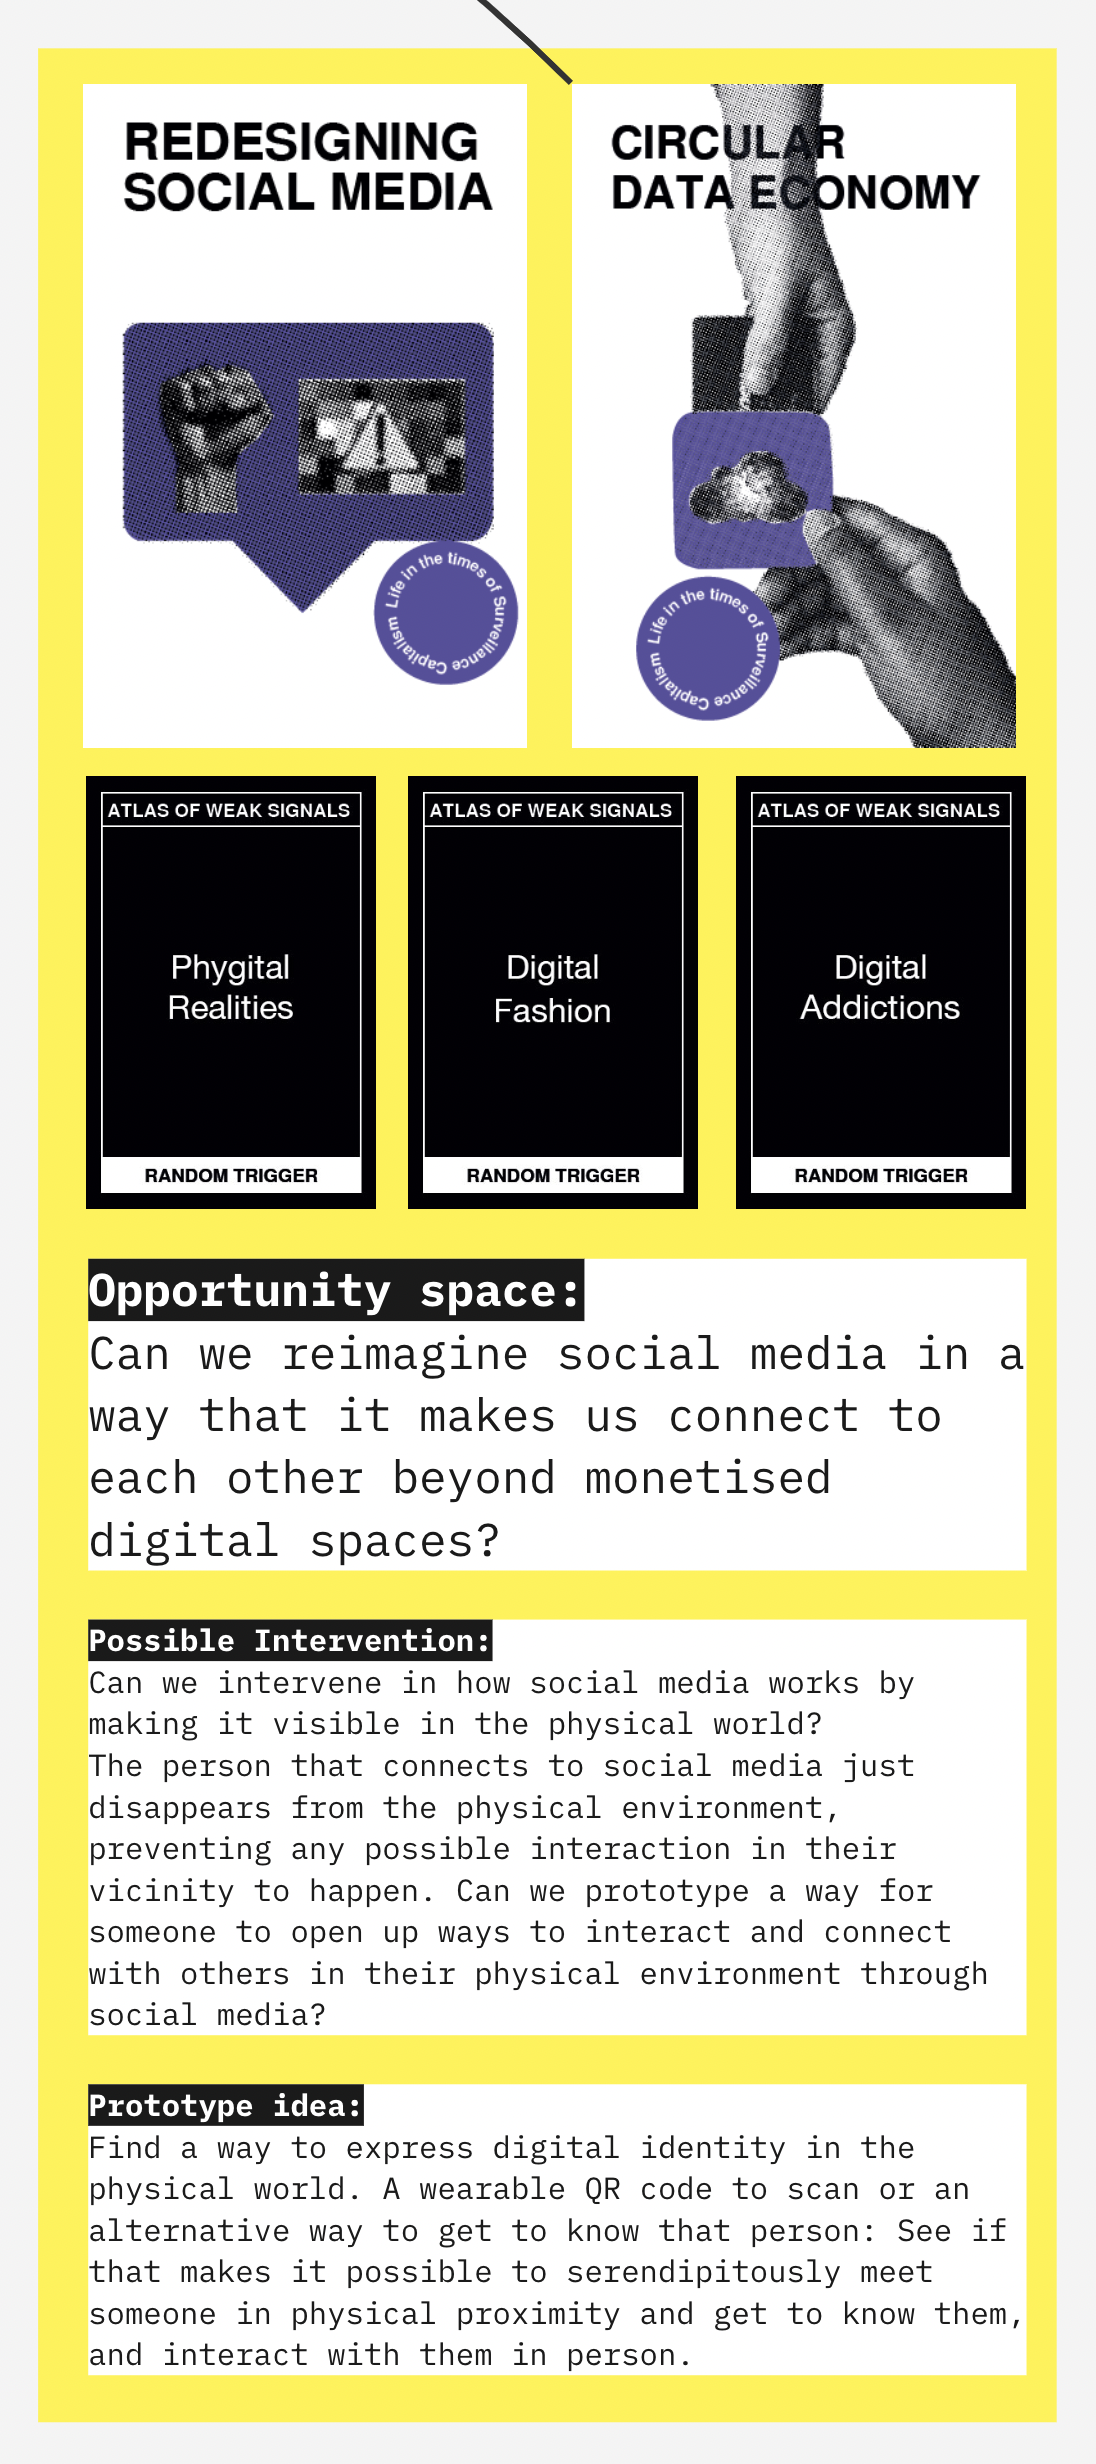 REDESIGNING
SOCIAL MEDIA
Life in the times of Surveillance Capitalism
CIRCULAR
DATA ECONOMY
Life in the times of Surveillance Capitalism
ATLAS OF WEAK SIGNALS
Phygital
Realities
RANDOM TRIGGER
ATLAS OF WEAK SIGNALS
Digital
Fashion
RANDOM TRIGGER
ATLAS OF WEAK SIGNALS
Digital
Addictions
RANDOM TRIGGER
Opportunity space:
Can we reimagine social media in a
way that it makes us connect to
each other beyond monetised
digital spaces?
Possible Intervention:
Can we intervene in how social media works by
making it visible in the physical world?
The person that connects to social media just
disappears from the physical environment,
preventing any possible interaction in their
vicinity to happen. Can we prototype a way for
someone to open up ways to interact and connect
with others in their physical environment through
social media?
Prototype idea:
Find a way to express digital identity in the
physical world. A wearable QR code to scan or an
alternative way to get to know that person: See if
that makes it possible to serendipitously meet
someone in physical proximity and get to know them,
and interact with them in person.